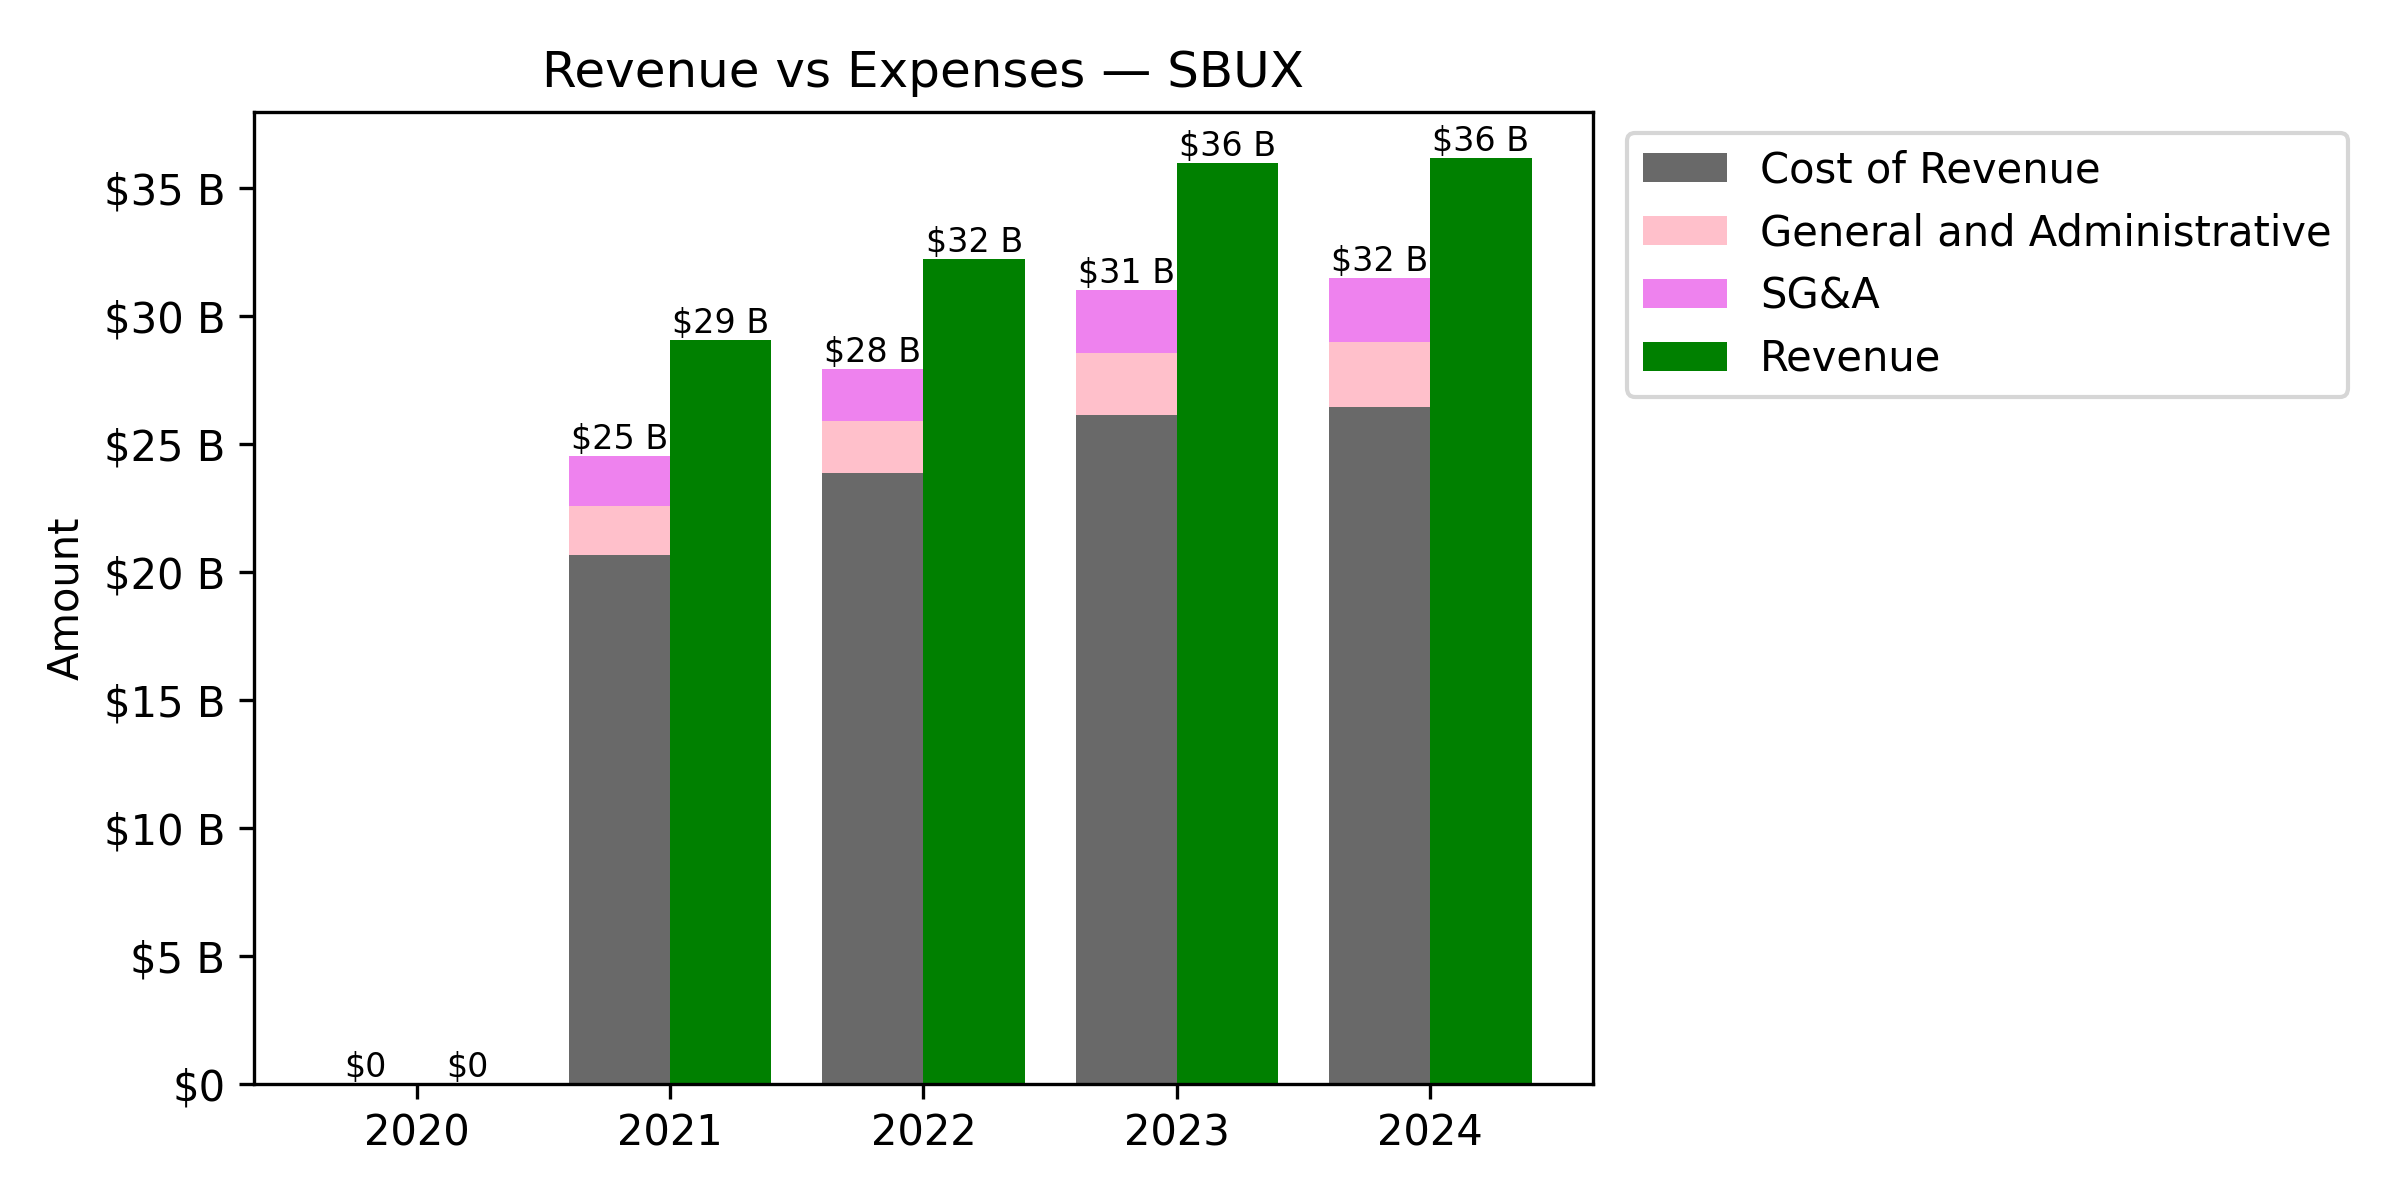 Revenue vs Expenses — SBUX
$36 B
$36 B
$35 B
$32 B
$32 B
$31 B
$30 B
$29 B
$28 B
$25 B
$25 B
$20 B
$15 B
$10 B
$5 B
$0
$0
$0
Amount
2020
2021
2022
2023
2024
Cost of Revenue
General and Administrative
SG&A
Revenue